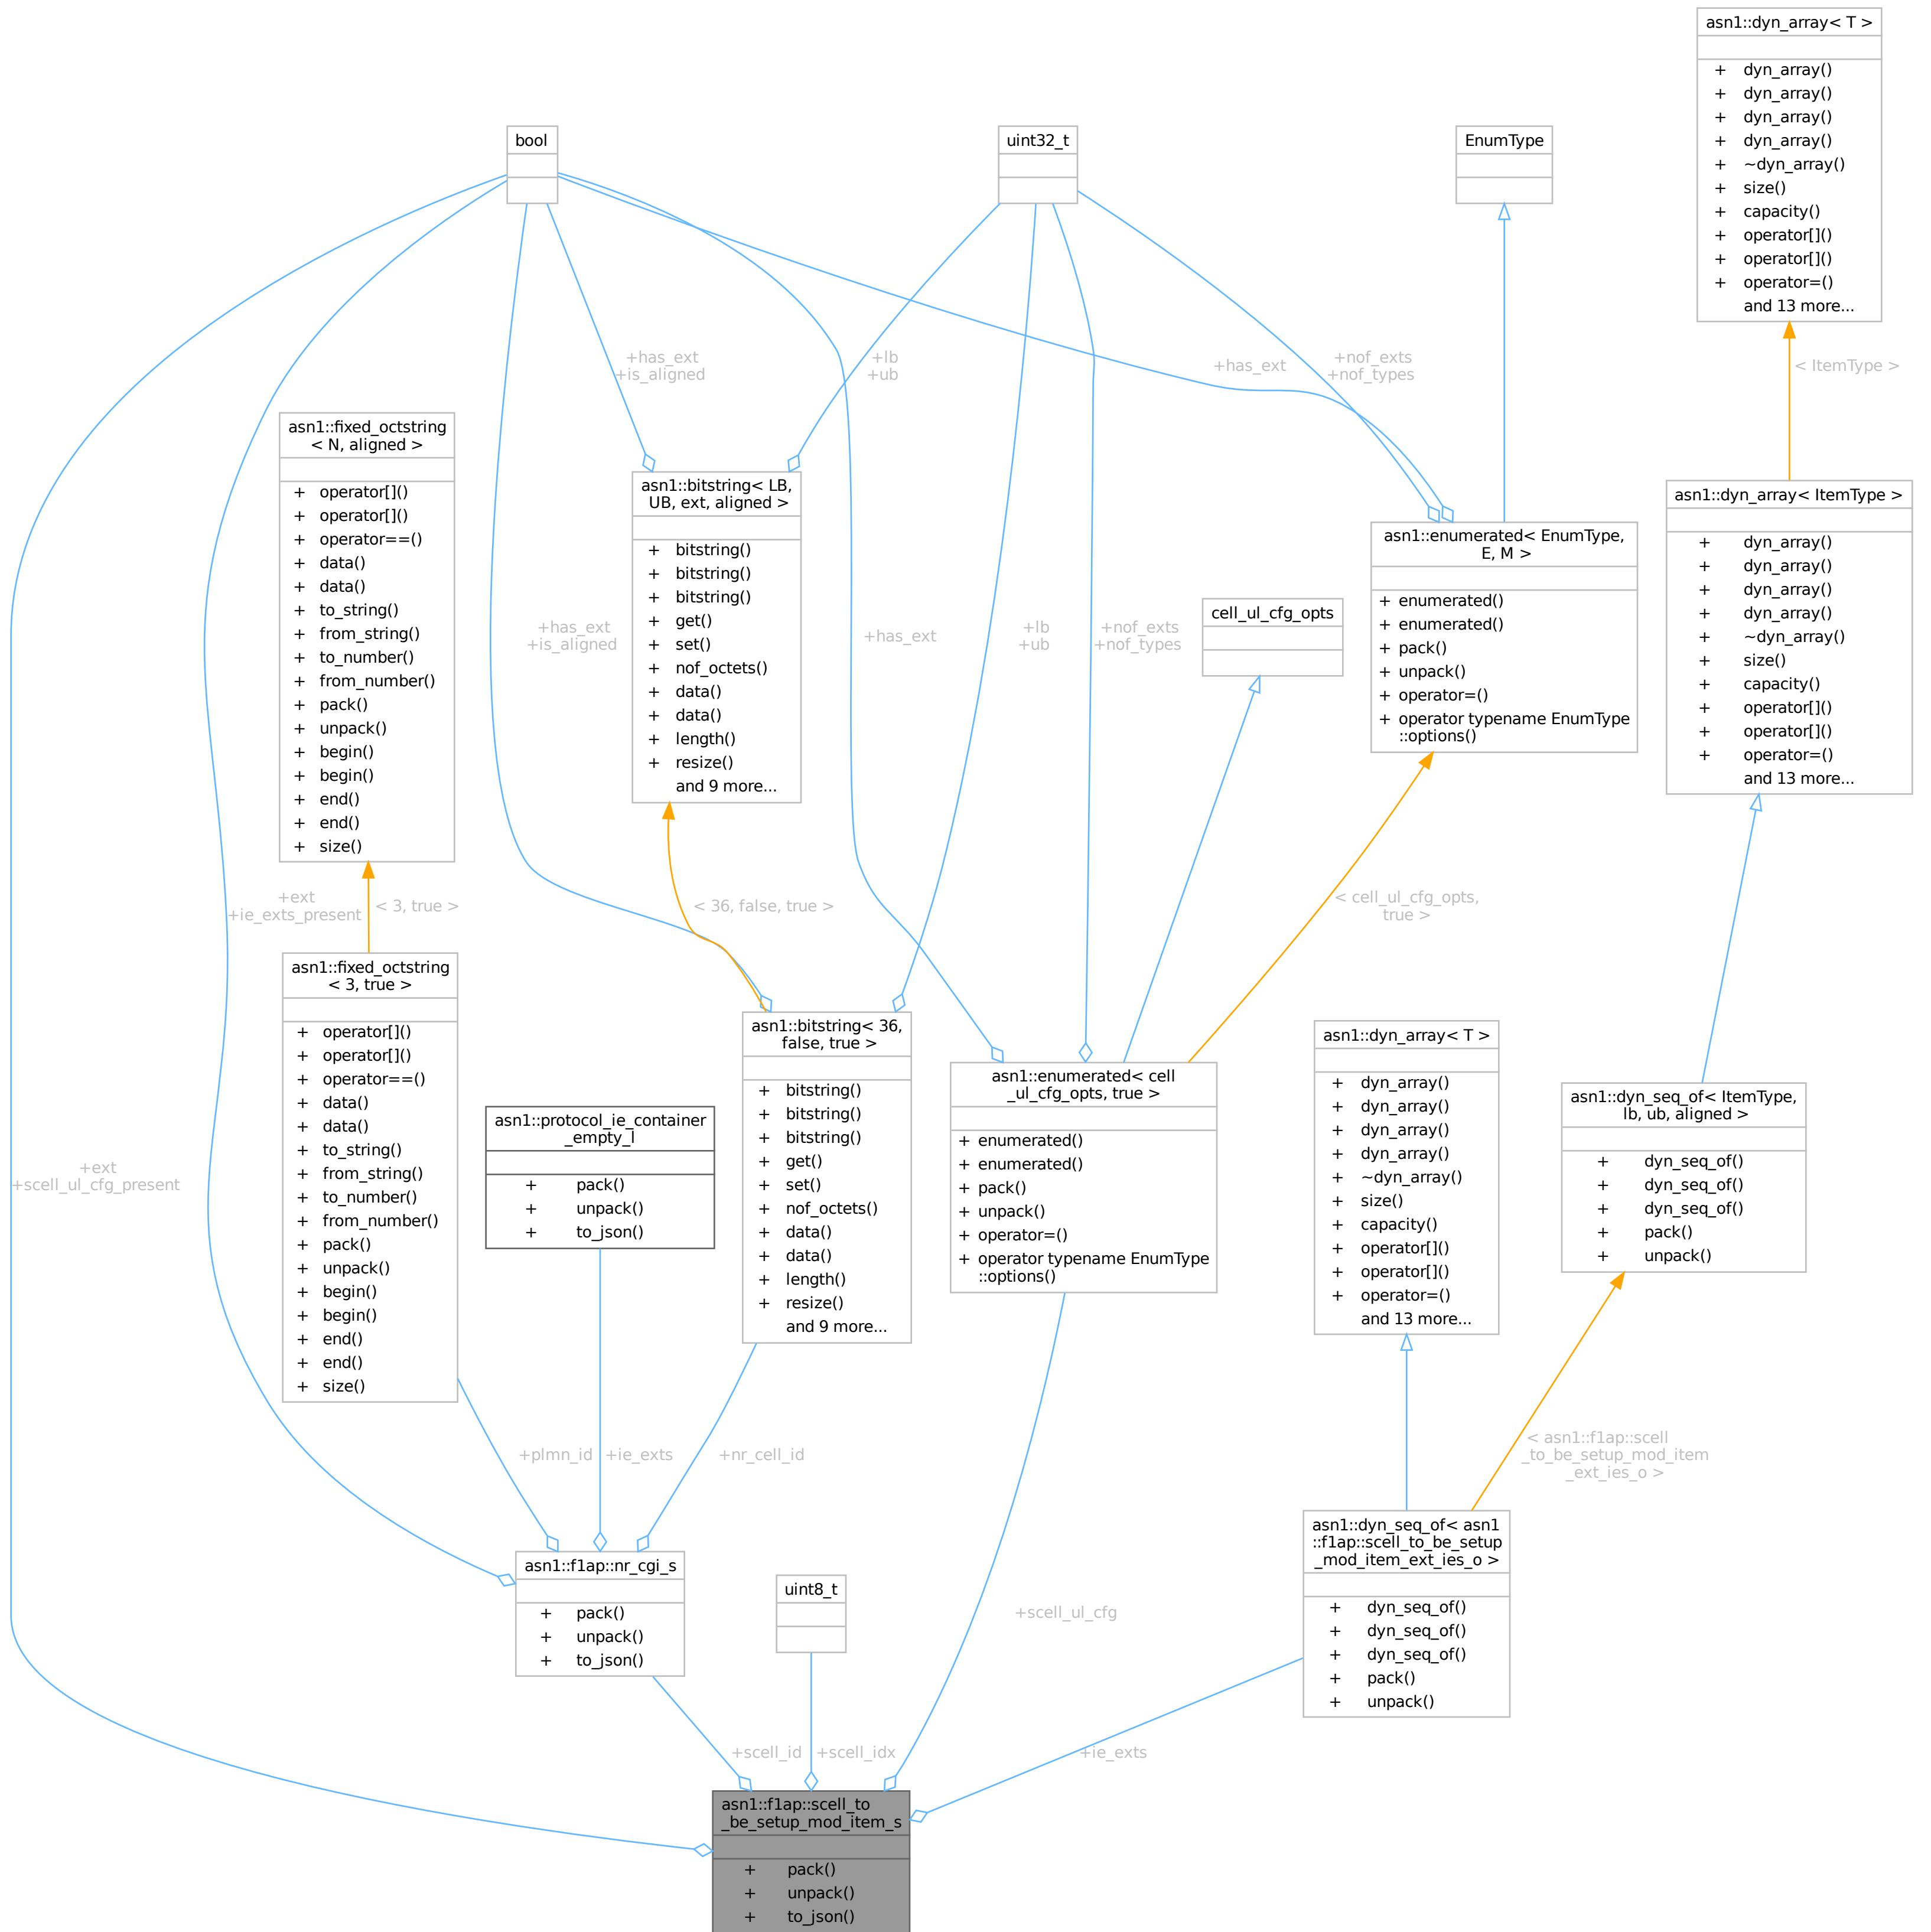 asn1::dyn_array< T >
+ dyn_array()
+ dyn_array()
+ dyn_array()
+ dyn_array()
+ ~dyn_array()
+ size()
+ capacity()
+ operator[]()
+ operator[]()
+ operator=()
and 13 more...
bool
uint32_t
EnumType
+has_ext
+is_aligned
+lb
+ub
+has_ext
+nof_exts
+nof_types
< ItemType >
asn1::fixed_octstring
< N, aligned >
+ operator[]()
+ operator[]()
+ operator==()
+ data()
+ data()
+ to_string()
+ from_string()
+ to_number()
+ from_number()
+ pack()
+ unpack()
+ begin()
+ begin()
+ end()
+ end()
+ size()
asn1::bitstring< LB,
UB, ext, aligned >
+ bitstring()
+ bitstring()
+ bitstring()
+ get()
+ set()
+ nof_octets()
+ data()
+ data()
+ length()
+ resize()
and 9 more...
asn1::enumerated< EnumType,
E, M >
+ enumerated()
+ enumerated()
+ pack()
+ unpack()
+ operator=()
+ operator typename EnumType
::options()
asn1::dyn_array< ItemType >
+ dyn_array()
+ dyn_array()
+ dyn_array()
+ dyn_array()
+ ~dyn_array()
+ size()
+ capacity()
+ operator[]()
+ operator[]()
+ operator=()
and 13 more...
cell_ul_cfg_opts
+has_ext
+is_aligned
+has_ext
+lb
+ub
+nof_exts
+nof_types
+ext
+ie_exts_present
< 3, true >
< 36, false, true >
< cell_ul_cfg_opts,
true >
asn1::fixed_octstring
< 3, true >
+ operator[]()
+ operator[]()
+ operator==()
+ data()
+ data()
+ to_string()
+ from_string()
+ to_number()
+ from_number()
+ pack()
+ unpack()
+ begin()
+ begin()
+ end()
+ end()
+ size()
asn1::protocol_ie_container
_empty_l
+ pack()
+ unpack()
+ to_json()
asn1::bitstring< 36,
false, true >
+ bitstring()
+ bitstring()
+ bitstring()
+ get()
+ set()
+ nof_octets()
+ data()
+ data()
+ length()
+ resize()
and 9 more...
asn1::enumerated< cell
_ul_cfg_opts, true >
+ enumerated()
+ enumerated()
+ pack()
+ unpack()
+ operator=()
+ operator typename EnumType
::options()
asn1::dyn_array< T >
+ dyn_array()
+ dyn_array()
+ dyn_array()
+ dyn_array()
+ ~dyn_array()
+ size()
+ capacity()
+ operator[]()
+ operator[]()
+ operator=()
and 13 more...
asn1::dyn_seq_of< ItemType,
lb, ub, aligned >
+ dyn_seq_of()
+ dyn_seq_of()
+ dyn_seq_of()
+ pack()
+ unpack()
+ext
+scell_ul_cfg_present
+plmn_id
+ie_exts
+nr_cell_id
< asn1::f1ap::scell
_to_be_setup_mod_item
_ext_ies_o >
asn1::f1ap::nr_cgi_s
+ pack()
+ unpack()
+ to_json()
uint8_t
+scell_ul_cfg
asn1::dyn_seq_of< asn1
::f1ap::scell_to_be_setup
_mod_item_ext_ies_o >
+ dyn_seq_of()
+ dyn_seq_of()
+ dyn_seq_of()
+ pack()
+ unpack()
+scell_id
+scell_idx
+ie_exts
asn1::f1ap::scell_to
_be_setup_mod_item_s
+ pack()
+ unpack()
+ to_json()